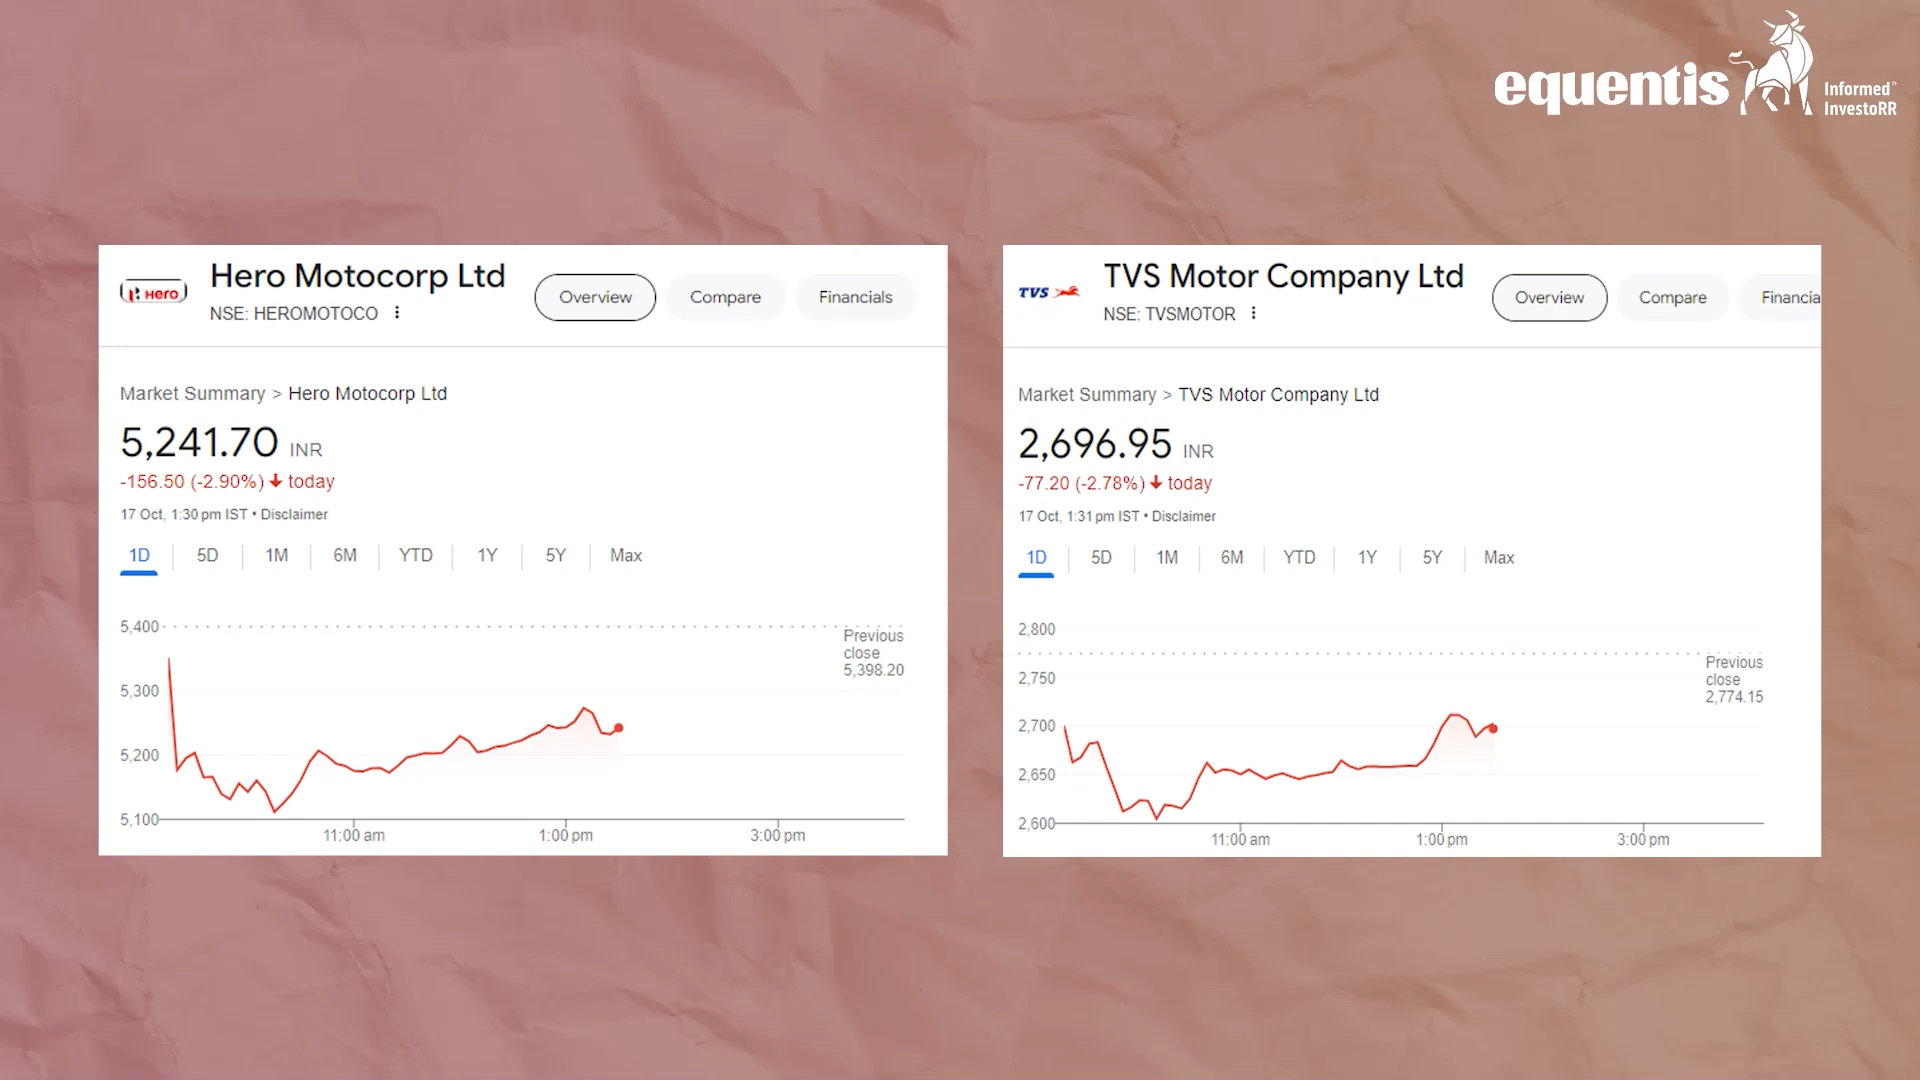 equentis
Informed
InvestoRR
Hero
Hero Motocorp Ltd
NSE: HEROMOTOCO
Overview
Compare
Financials
Market Summary > Hero Motocorp Ltd
5,241.70 INR
-156.50 (-2.90%) ↓ today
17 Oct, 1:30 pm IST • Disclaimer
1D 5D 1M 6M YTD 1Y 5Y Max
5,400
Previous
close
5,398.20
5,300
5,200
5,100
11:00 am 1:00 pm 3:00 pm
TVS
TVS Motor Company Ltd
NSE: TVSMOTOR
Overview
Compare
Financia
Market Summary > TVS Motor Company Ltd
2,696.95 INR
-77.20 (-2.78%) ↓ today
17 Oct, 1:31 pm IST • Disclaimer
1D 5D 1M 6M YTD 1Y 5Y Max
2,800
Previous
close
2,774.15
2,750
2,700
2,650
2,600
11:00 am 1:00 pm 3:00 pm